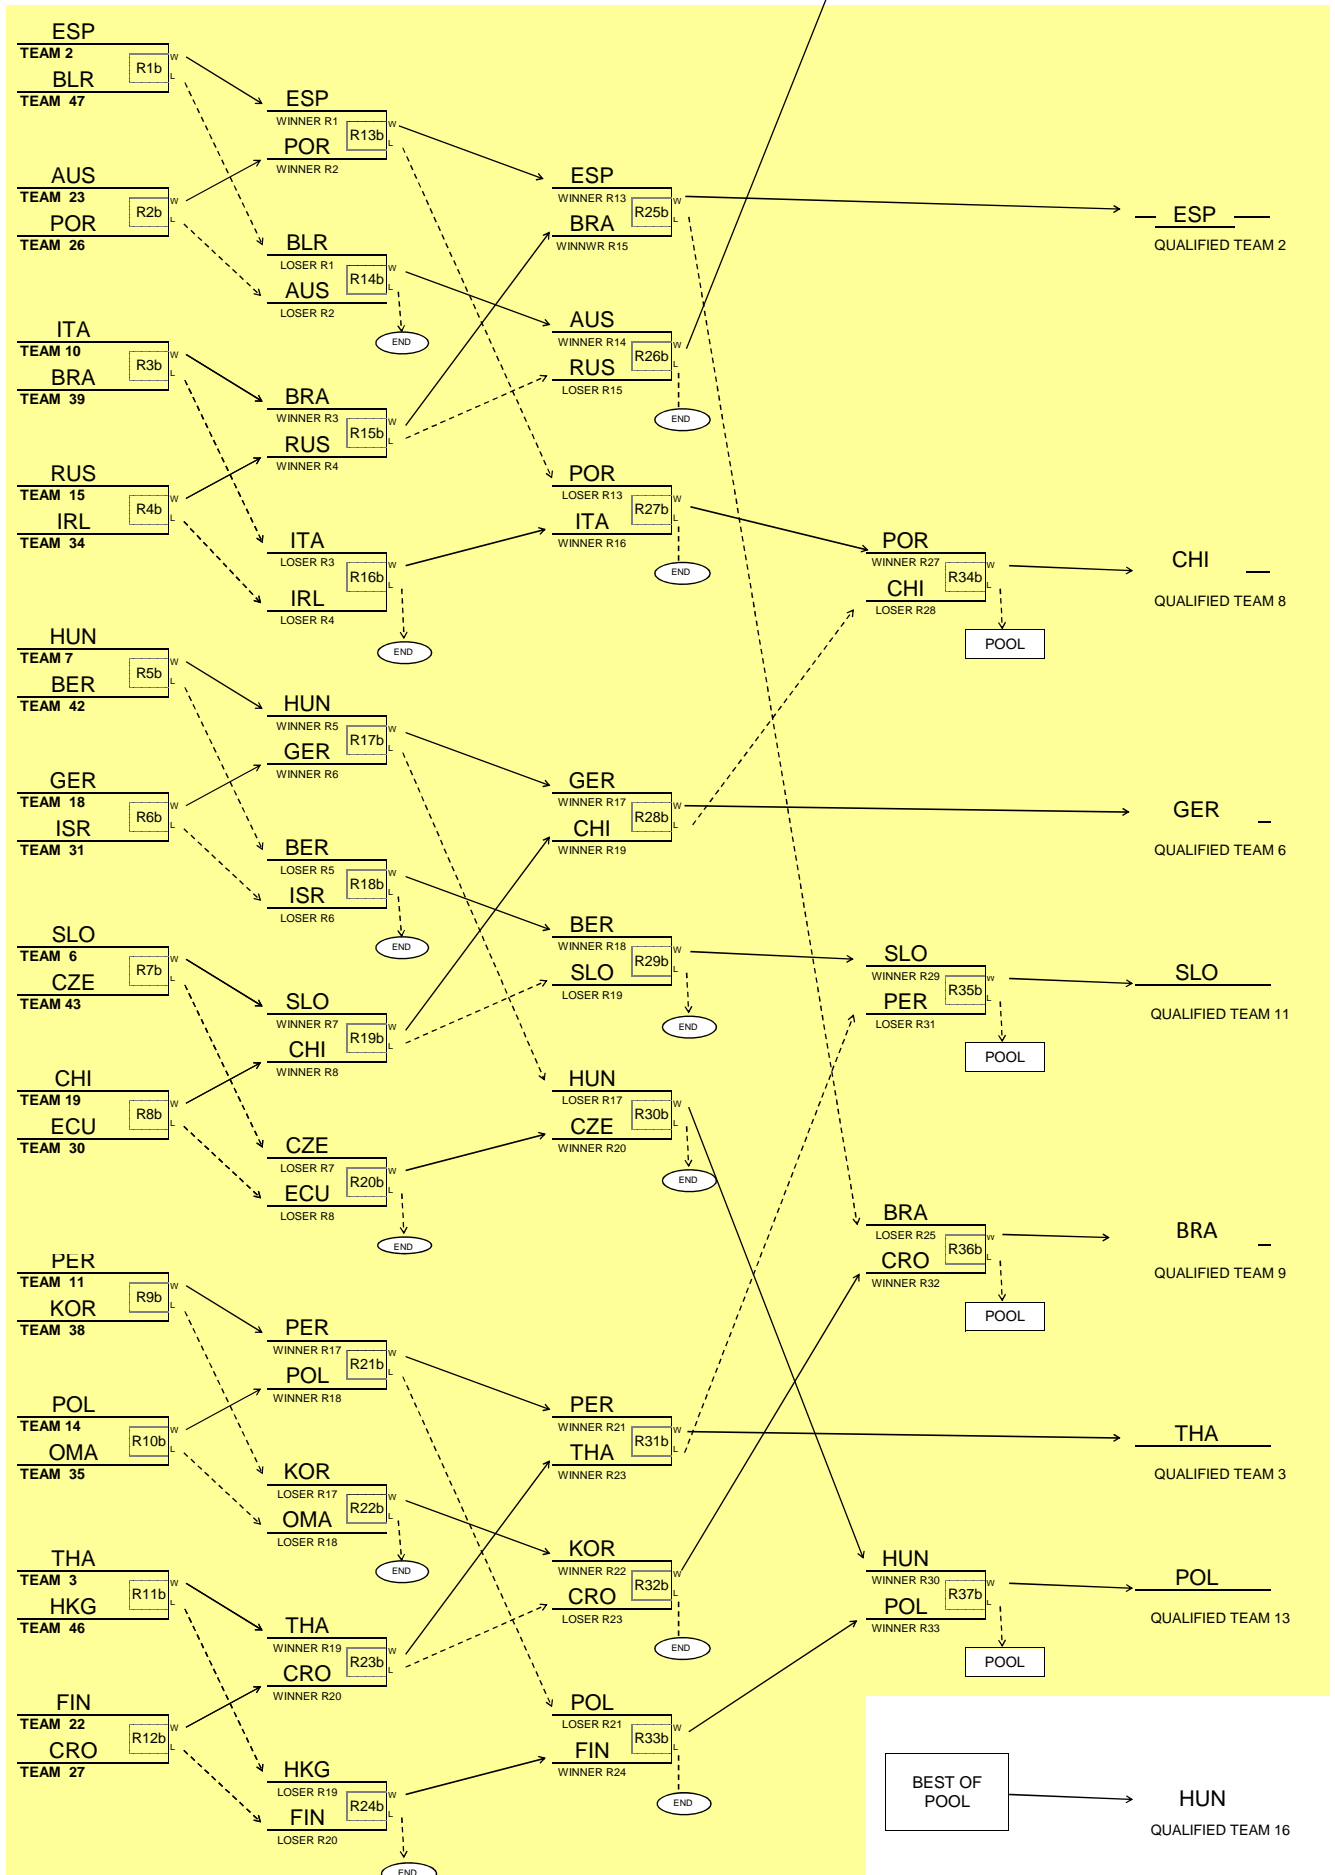 ESP
TEAM 2
R1b
W
L
BLR
TEAM 47
AUS
TEAM 23
R2b
W
L
POR
TEAM 26
ITA
TEAM 10
R3b
W
L
BRA
TEAM 39
RUS
TEAM 15
R4b
W
L
IRL
TEAM 34
HUN
TEAM 7
R5b
W
L
BER
TEAM 42
GER
TEAM 18
R6b
W
L
ISR
TEAM 31
SLO
TEAM 6
R7b
W
L
CZE
TEAM 43
CHI
TEAM 19
R8b
W
L
ECU
TEAM 30
PER
TEAM 11
R9b
W
L
KOR
TEAM 38
POL
TEAM 14
R10b
W
L
OMA
TEAM 35
THA
TEAM 3
R11b
W
L
HKG
TEAM 46
FIN
TEAM 22
R12b
W
L
CRO
TEAM 27
ESP
WINNER R1
R13b
W
L
POR
WINNER R2
BLR
LOSER R1
R14b
W
L
AUS
LOSER R2
END
BRA
WINNER R3
R15b
W
L
RUS
WINNER R4
ITA
LOSER R3
R16b
W
L
IRL
LOSER R4
END
HUN
WINNER R5
R17b
W
L
GER
WINNER R6
BER
LOSER R5
R18b
W
L
ISR
LOSER R6
END
SLO
WINNER R7
R19b
W
L
CHI
WINNER R8
CZE
LOSER R7
R20b
W
L
ECU
LOSER R8
END
PER
WINNER R17
R21b
W
L
POL
WINNER R18
KOR
LOSER R17
R22b
W
L
OMA
LOSER R18
END
THA
WINNER R19
R23b
W
L
CRO
WINNER R20
HKG
LOSER R19
R24b
W
L
FIN
LOSER R20
END
ESP
WINNER R13
R25b
W
L
BRA
WINNWR R15
AUS
WINNER R14
R26b
W
L
RUS
LOSER R15
END
POR
LOSER R13
R27b
W
L
ITA
WINNER R16
END
GER
WINNER R17
R28b
W
L
CHI
WINNER R19
BER
WINNER R18
R29b
W
L
SLO
LOSER R19
END
HUN
LOSER R17
R30b
W
L
CZE
WINNER R20
END
PER
WINNER R21
R31b
W
L
THA
WINNER R23
KOR
WINNER R22
R32b
W
L
CRO
LOSER R23
END
POL
LOSER R21
R33b
W
L
FIN
WINNER R24
END
POR
WINNER R27
R34b
W
L
CHI
LOSER R28
POOL
SLO
WINNER R29
R35b
W
L
PER
LOSER R31
POOL
BRA
LOSER R25
R36b
W
L
CRO
WINNER R32
POOL
HUN
WINNER R30
R37b
W
L
POL
WINNER R33
POOL
BEST OF
POOL
ESP
QUALIFIED TEAM 2
CHI
QUALIFIED TEAM 8
GER
QUALIFIED TEAM 6
SLO
QUALIFIED TEAM 11
BRA
QUALIFIED TEAM 9
THA
QUALIFIED TEAM 3
POL
QUALIFIED TEAM 13
HUN
QUALIFIED TEAM 16